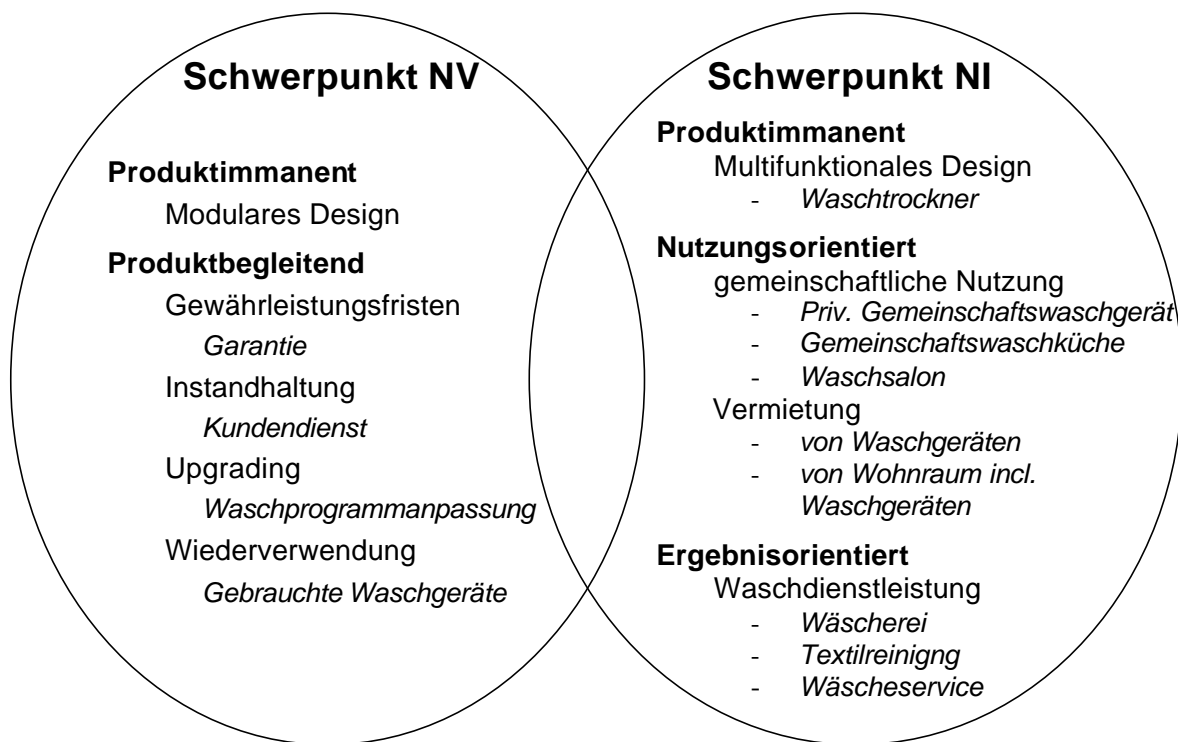 Schwerpunkt NV
Produktimmanent
Modulares Design
Produktbegleitend
Gewährleistungsfristen
Garantie
Instandhaltung
Kundendienst
Upgrading
Waschprogrammanpassung
Wiederverwendung
Gebrauchte Waschgeräte
Schwerpunkt NI
Produktimmanent
Multifunktionales Design
- Waschtrockner
Nutzungsorientiert
gemeinschaftliche Nutzung
- Priv. Gemeinschaftswaschgerät
- Gemeinschaftswaschküche
- Waschsalon
Vermietung
- von Waschgeräten
- von Wohnraum incl.
Waschgeräten
Ergebnisorientiert
Waschdienstleistung
- Wäscherei
- Textilreinigng
- Wäscheservice